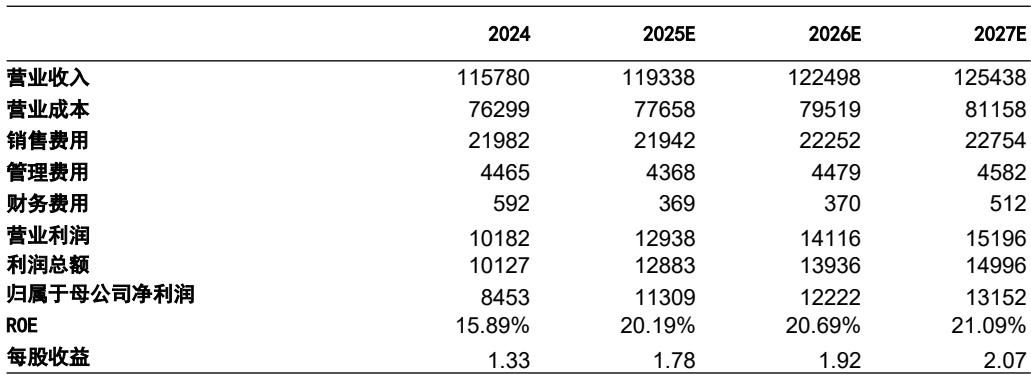 2024 2025E 2026E 2027E
营业收入 115780 119338 122498 125438
营业成本 76299 77658 79519 81158
销售费用 21982 21942 22252 22754
管理费用 4465 4368 4479 4582
财务费用 592 369 370 512
营业利润 10182 12938 14116 15196
利润总额 10127 12883 13936 14996
归属于母公司净利润 8453 11309 12222 13152
ROE 15.89% 20.19% 20.69% 21.09%
每股收益 1.33 1.78 1.92 2.07